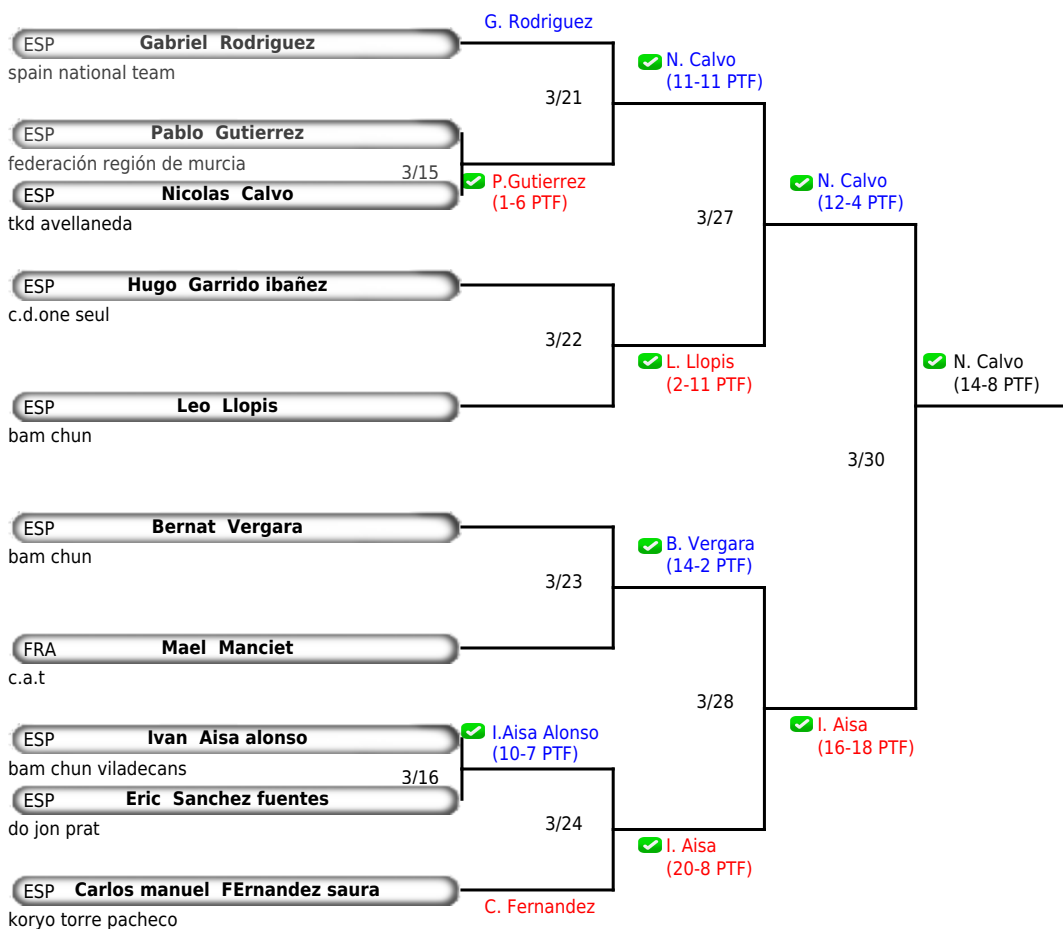 G. Rodriguez
ESP Gabriel Rodriguez
spain national team
N. Calvo
(11-11 PTF)
3/21
ESP Pablo Gutierrez
federación región de murcia
3/15
P.Gutierrez
(1-6 PTF)
ESP Nicolas Calvo
tkd avellaneda
N. Calvo
(12-4 PTF)
3/27
ESP Hugo Garrido ibañez
c.d.one seul
3/22
L. Llopis
(2-11 PTF)
ESP Leo Llopis
bam chun
N. Calvo
(14-8 PTF)
3/30
ESP Bernat Vergara
bam chun
B. Vergara
(14-2 PTF)
3/23
FRA Mael Manciet
c.a.t
3/28
I. Aisa
(16-18 PTF)
ESP Ivan Aisa alonso
bam chun viladecans
I.Aisa Alonso
(10-7 PTF)
3/16
ESP Eric Sanchez fuentes
do jon prat
3/24
I. Aisa
(20-8 PTF)
ESP Carlos manuel FErnandez saura
koryo torre pacheco
C. Fernandez